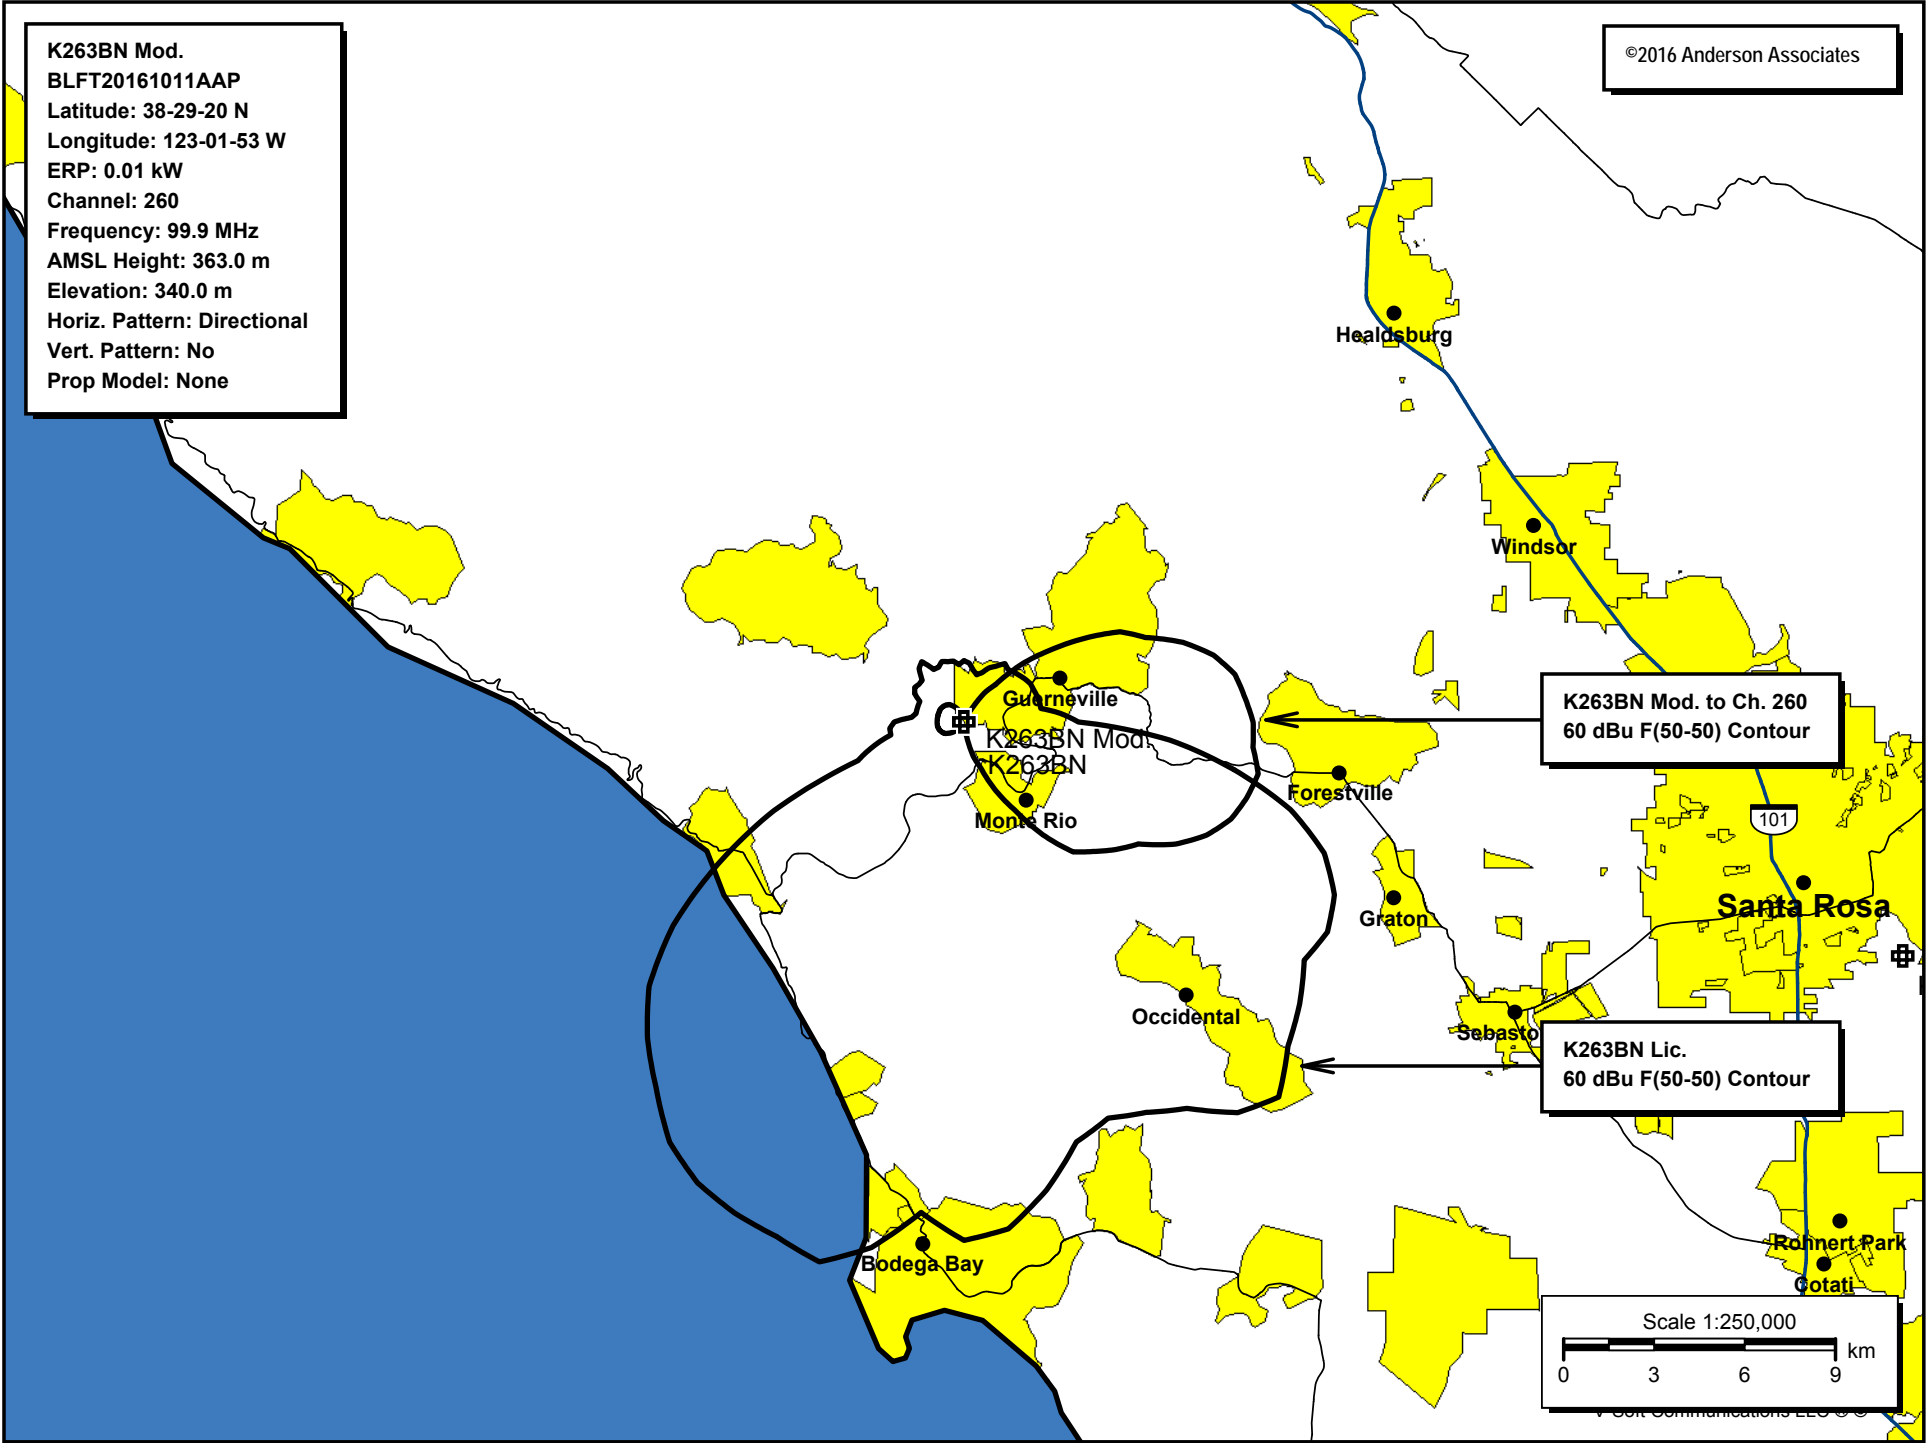 K263BN Mod.
BLFT20161011AAP
Latitude: 38-29-20 N
Longitude: 123-01-53 W
ERP: 0.01 kW
Channel: 260
Frequency: 99.9 MHz
AMSL Height: 363.0 m
Elevation: 340.0 m
Horiz. Pattern: Directional
Vert. Pattern: No
Prop Model: None
©2016 Anderson Associates
Healdsburg
Windsor
Guerneville
K263BN Mod.
K263BN
Monte Rio
Forestville
K263BN Mod. to Ch. 260
60 dBu F(50-50) Contour
101
Santa Rosa
Graton
Occidental
Sebasto
K263BN Lic.
60 dBu F(50-50) Contour
Bodega Bay
Rohnert Park
Cotati
Scale 1:250,000
km
0 3 6 9